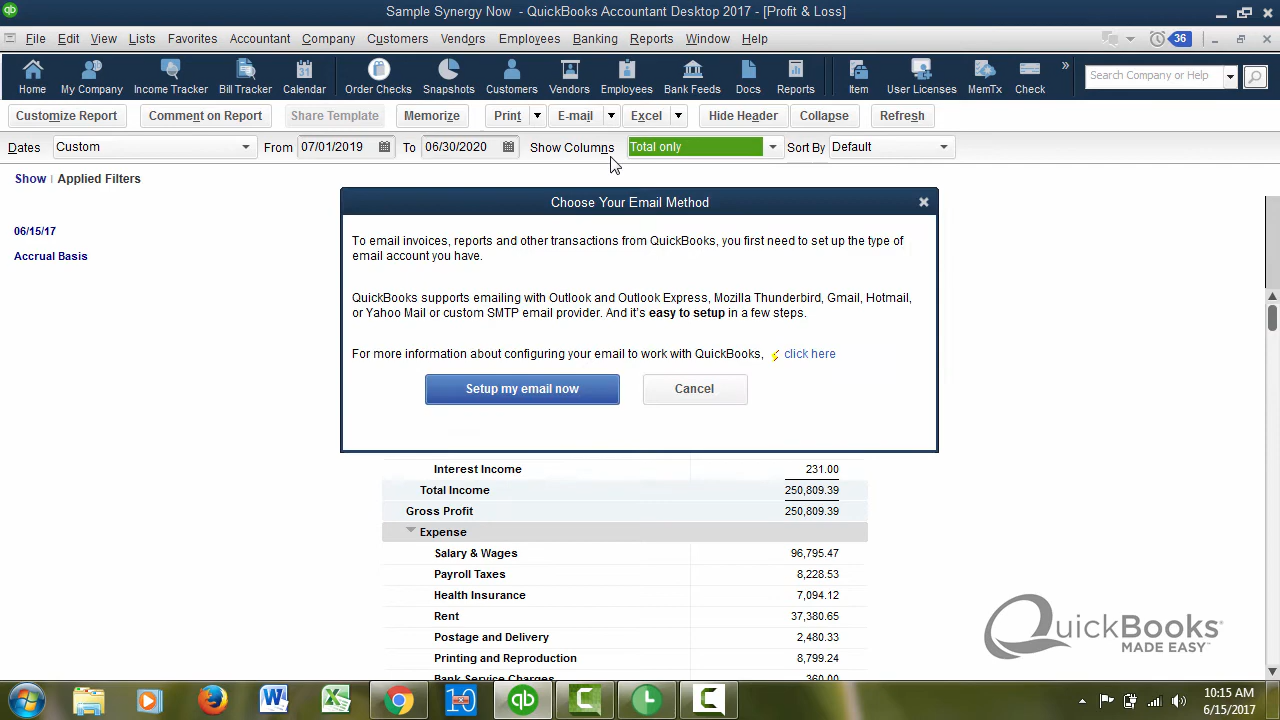 Sample Synergy Now - QuickBooks Accountant Desktop 2017 - [Profit & Loss]
File Edit View Lists Favorites Accountant Company Customers Vendors Employees Banking Reports Window Help 36
Home My Company Income Tracker Bill Tracker Calendar Order Checks Snapshots Customers Vendors Employees Bank Feeds Docs Reports Item User Licenses MemTx Check » Search Company or Help
Customize Report Comment on Report Share Template Memorize Print E-mail Excel Hide Header Collapse Refresh
Dates Custom From 07/01/2019 To 06/30/2020 Show Columns Total only Sort By Default
Show | Applied Filters
Choose Your Email Method
06/15/17
Accrual Basis
To email invoices, reports and other transactions from QuickBooks, you first need to set up the type of
email account you have.
QuickBooks supports emailing with Outlook and Outlook Express, Mozilla Thunderbird, Gmail, Hotmail,
or Yahoo Mail or custom SMTP email provider. And it's easy to setup in a few steps.
For more information about configuring your email to work with QuickBooks, click here
Setup my email now Cancel
Interest Income 231.00
Total Income 250,809.39
Gross Profit 250,809.39
Expense
Salary & Wages 96,795.47
Payroll Taxes 8,228.53
Health Insurance 7,094.12
Rent 37,380.65
Postage and Delivery 2,480.33
Printing and Reproduction 8,799.24
Bank Service Charges 360.00
QuickBooks
MADE EASY™
10:15 AM
6/15/2017